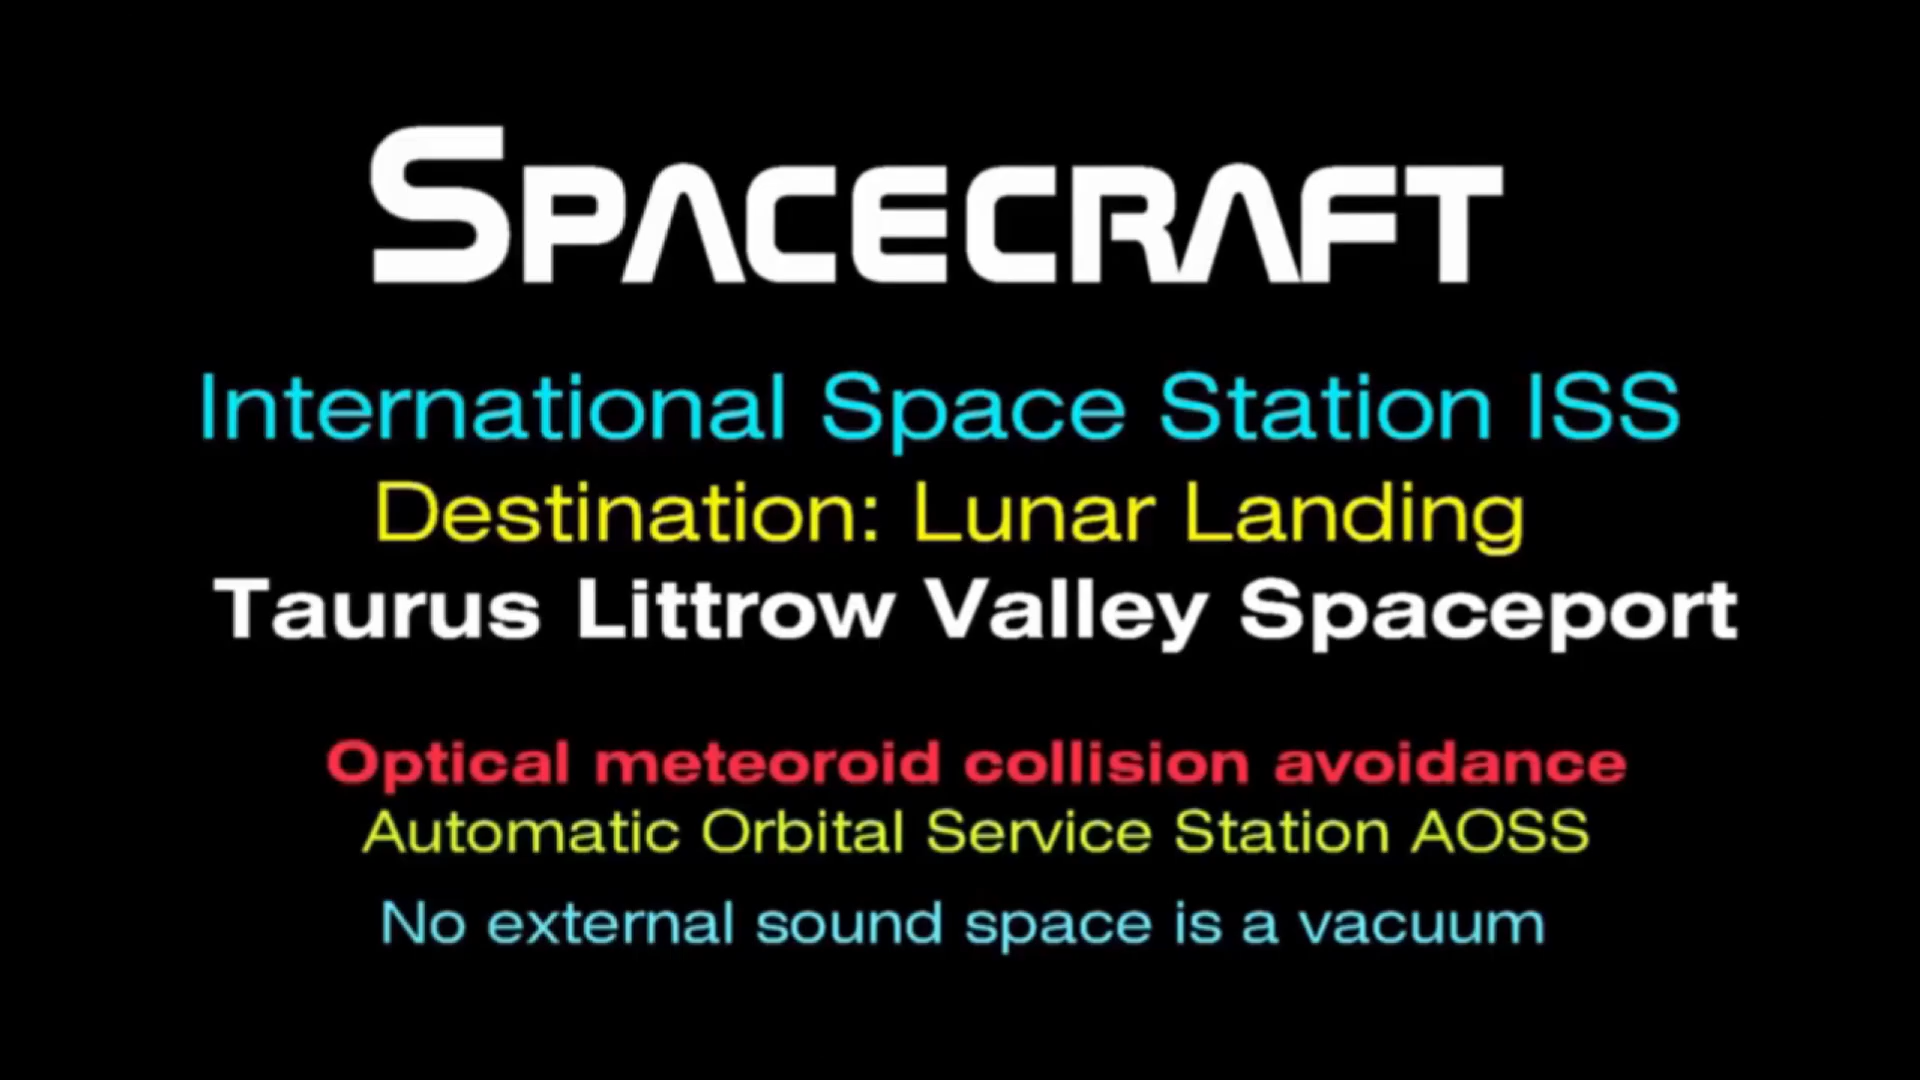 SPACECRAFT
International Space Station ISS
Destination: Lunar Landing
Taurus Littrow Valley Spaceport
Optical meteoroid collision avoidance
Automatic Orbital Service Station AOSS
No external sound space is a vacuum